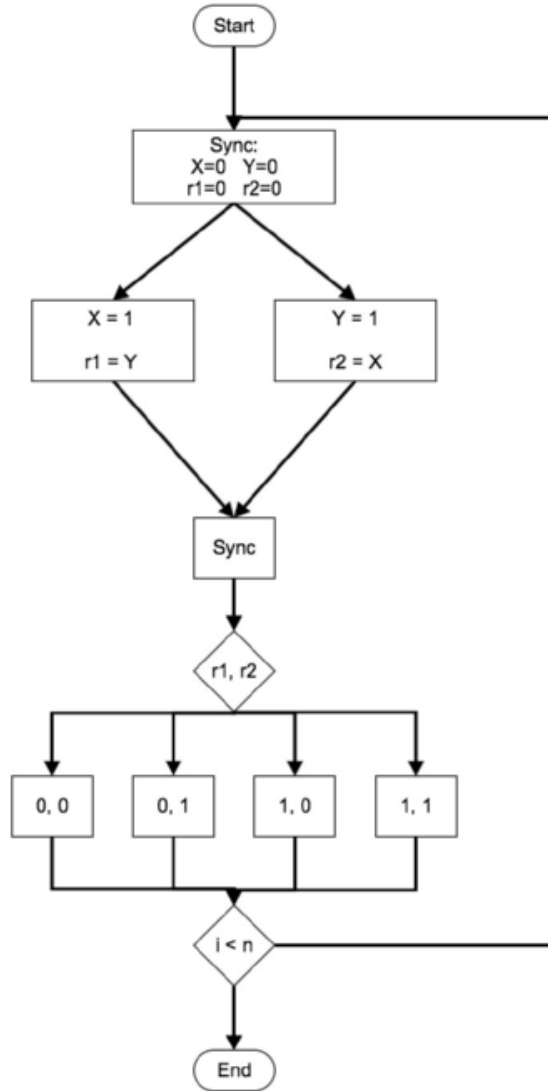 Start
Sync:
X=0 Y=0
r1=0 r2=0
X = 1
r1 = Y
Y = 1
r2 = X
Sync
r1, r2
0, 0
0, 1
1, 0
1, 1
i < n
End